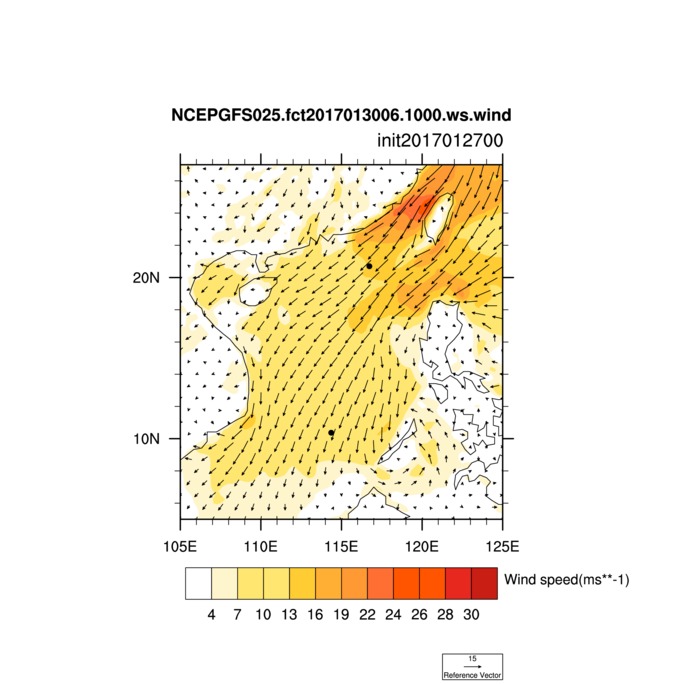 NCEPGFS025.fct2017013006.1000.ws.wind
init2017012700
20N
10N
105E 110E 115E 120E 125E
Wind speed(ms**-1)
4 7 10 13 16 19 22 24 26 28 30
15
Reference Vector